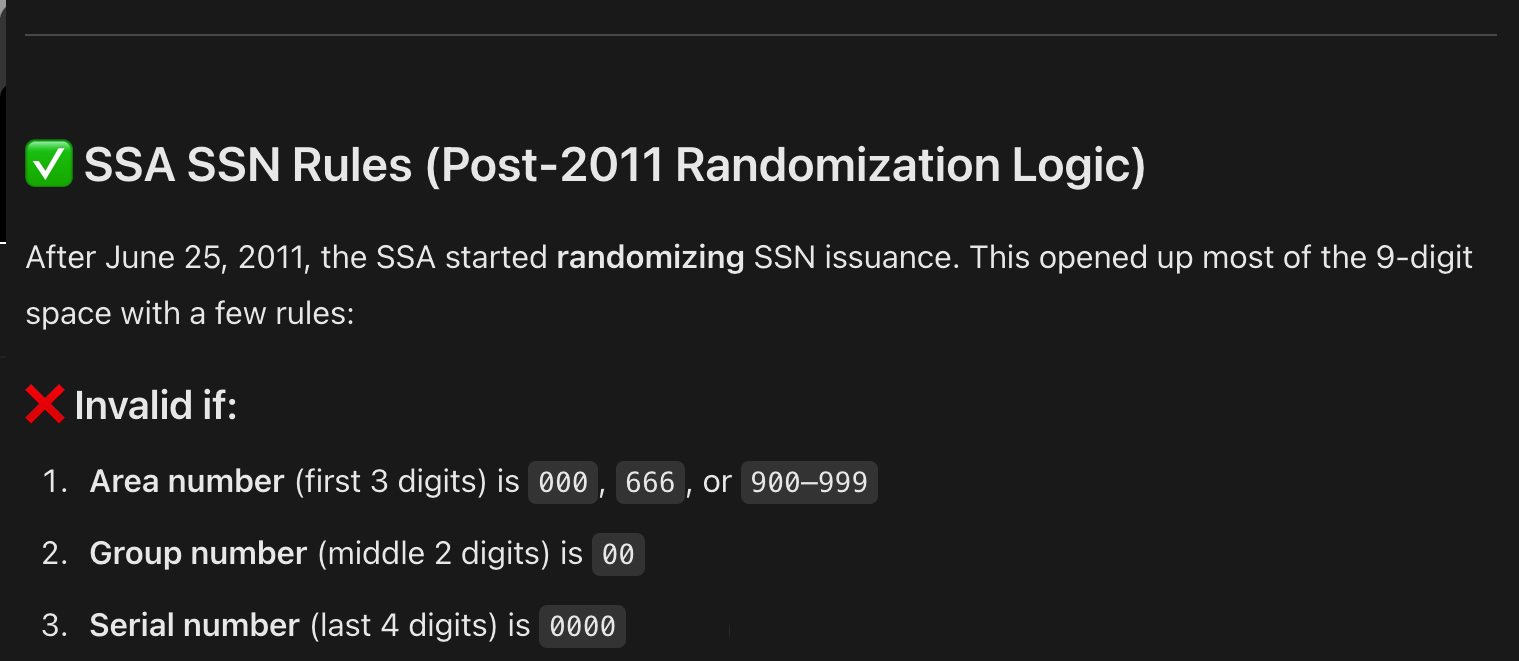 ✅ SSA SSN Rules (Post-2011 Randomization Logic)
After June 25, 2011, the SSA started randomizing SSN issuance. This opened up most of the 9-digit
space with a few rules:
❌ Invalid if:
1. Area number (first 3 digits) is 000, 666, or 900–999
2. Group number (middle 2 digits) is 00
3. Serial number (last 4 digits) is 0000